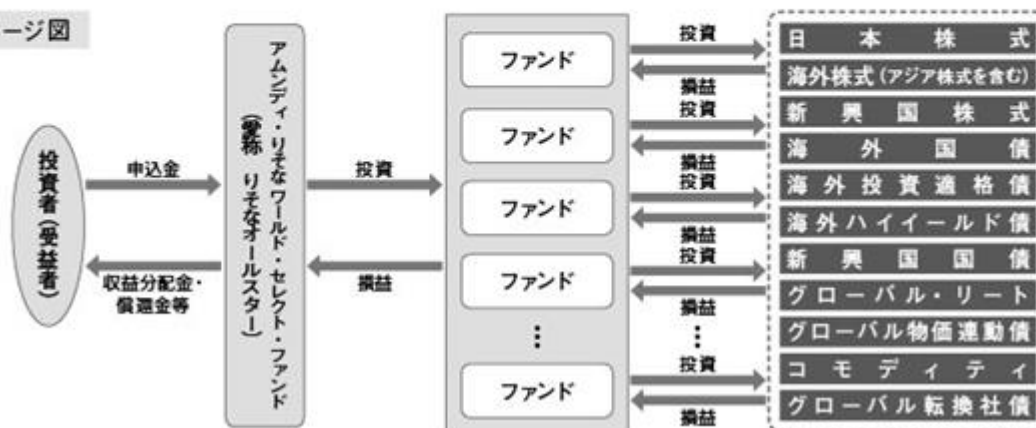 ージ図
投資者(受益者)
申込金
収益分配金・
償還金等
アムンディ・りそなワールド・セレクト・ファンド
(愛称 りそなオールスター)
投資
損益
ファンド
ファンド
ファンド
ファンド
⋮
ファンド
投資
損益
投資
損益
投資
損益
投資
損益
⋮
投資
損益
日本株式
海外株式(アジア株式を含む)
新興国株式
海外国債
海外投資適格債
海外ハイイールド債
新興国国債
グローバル・リート
グローバル物価連動債
コモディティ
グローバル転換社債